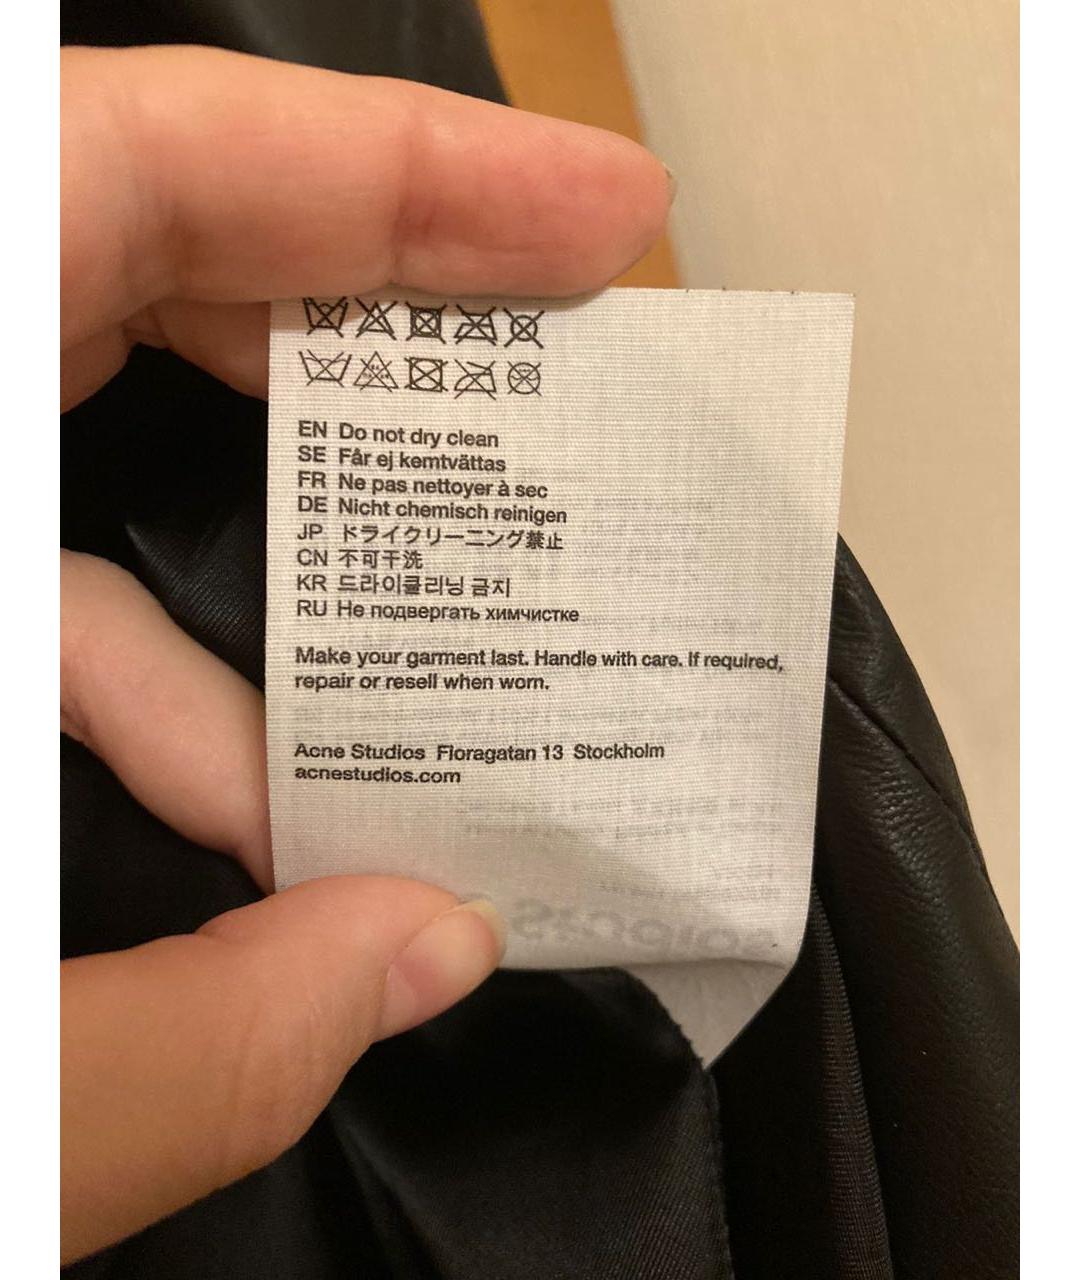 EN Do not dry clean
SE Får ej kemtvättas
FR Ne pas nettoyer à sec
DE Nicht chemisch reinigen
JP ドライクリーニング禁止
CN 不可干洗
KR 드라이클리닝 금지
RU Не подвергать химчистке
Make your garment last. Handle with care. If required,
repair or resell when worn.
Acne Studios Floragatan 13 Stockholm
acnestudios.com